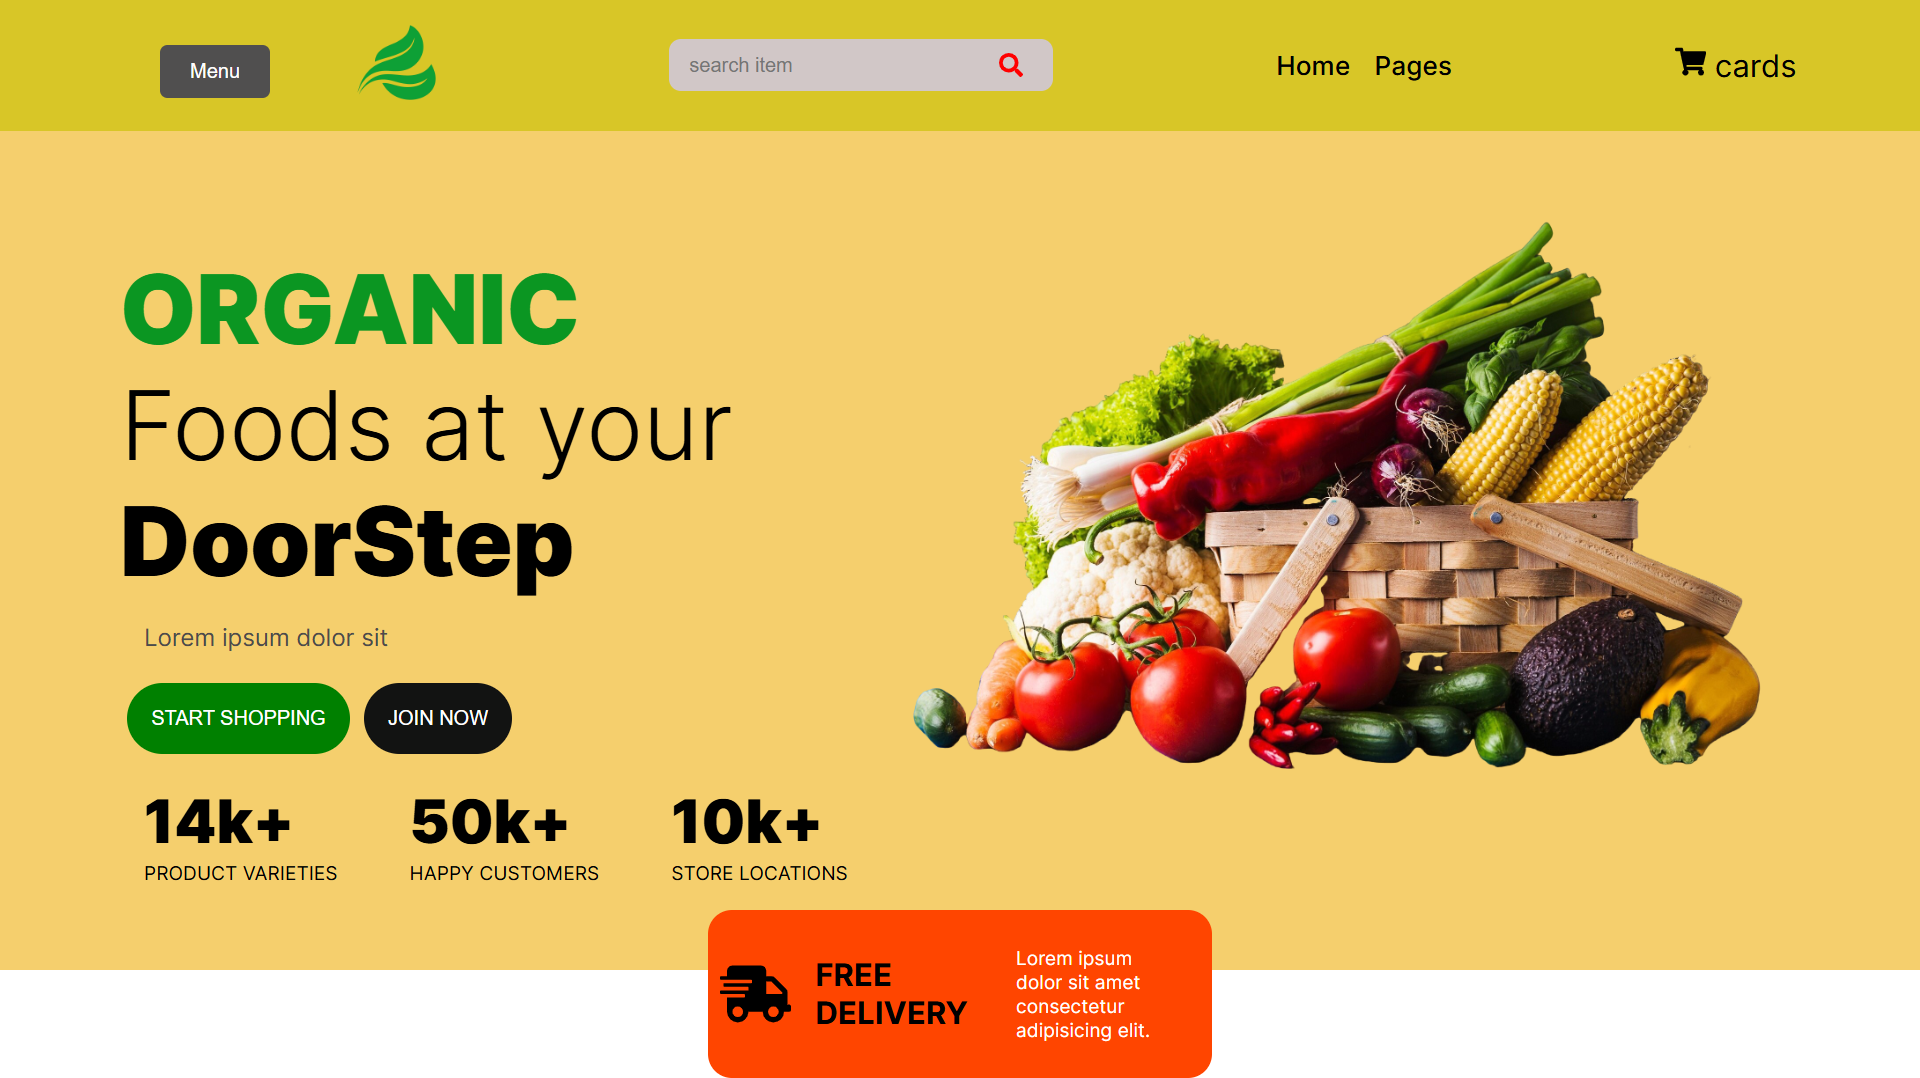 Menu
search item
Home Pages
cards
ORGANIC
Foods at your
DoorStep
Lorem ipsum dolor sit
START SHOPPING
JOIN NOW
14k+
PRODUCT VARIETIES
50k+
HAPPY CUSTOMERS
10k+
STORE LOCATIONS
FREE
DELIVERY
Lorem ipsum
dolor sit amet
consectetur
adipisicing elit.